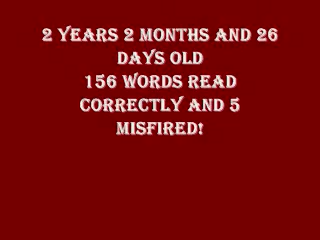 2 years 2 months and 26
days old
156 words read
correctly and 5
misfired!